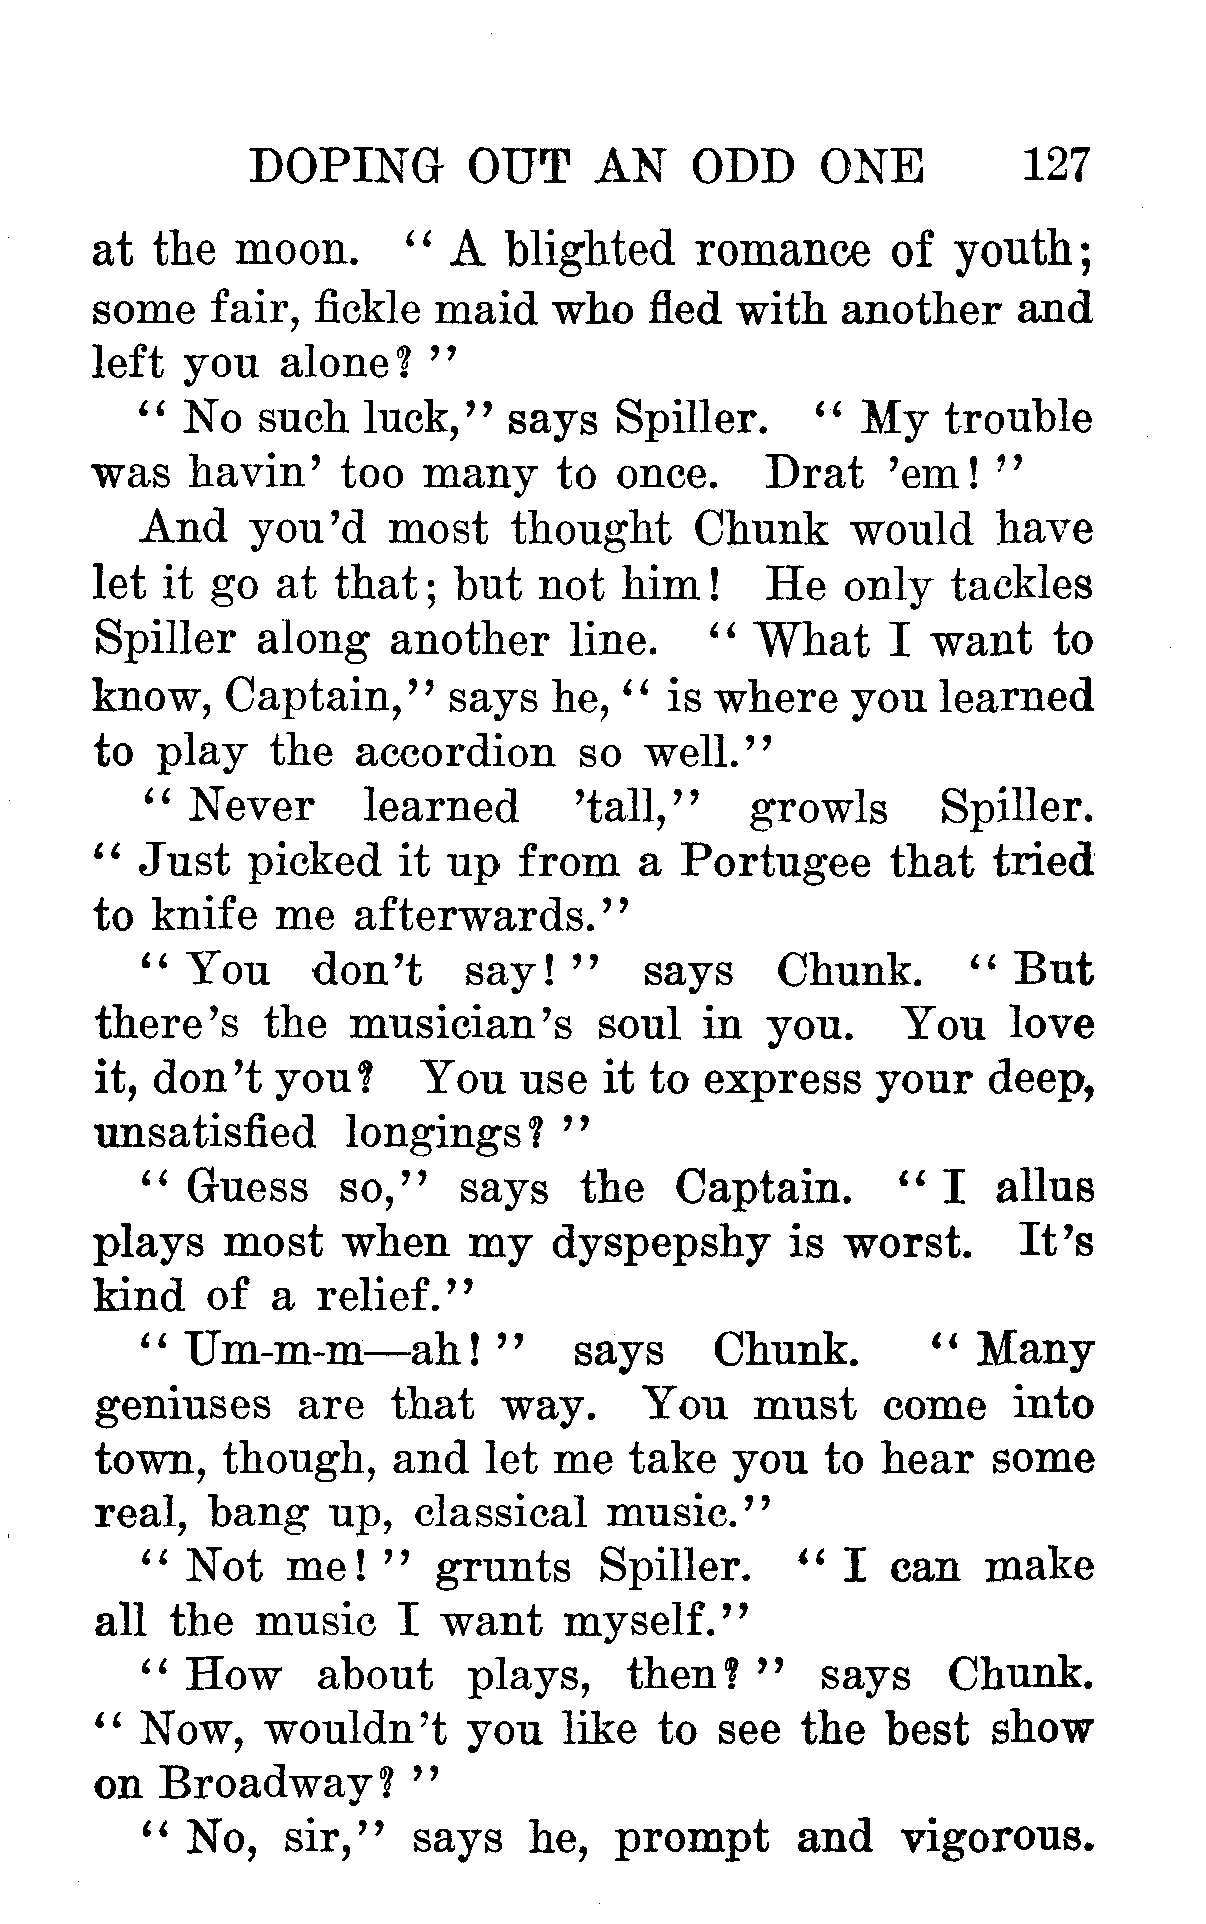 DOPING OUT AN ODD ONE 127
at the moon. “ A blighted romance of youth;
some fair, fickle maid who fled with another and
left you alone? ”
“ No such luck,” says Spiller. “ My trouble
was havin’ too many to once. Drat ’em! ”
And you’d most thought Chunk would have
let it go at that; but not him! He only tackles
Spiller along another line. “ What I want to
know, Captain,” says he, “ is where you learned
to play the accordion so well.”
“ Never learned ’tall,” growls Spiller.
“ Just picked it up from a Portugee that tried
to knife me afterwards.”
“ You don’t say! ” says Chunk. “ But
there’s the musician’s soul in you. You love
it, don’t you? You use it to express your deep,
unsatisfied longings? ”
“ Guess so,” says the Captain. “ I allus
plays most when my dyspepshy is worst. It’s
kind of a relief.”
“ Um-m-m—ah! ” says Chunk. “ Many
geniuses are that way. You must come into
town, though, and let me take you to hear some
real, bang up, classical music.”
“ Not me! ” grunts Spiller. “ I can make
all the music I want myself.”
“ How about plays, then? ” says Chunk.
“ Now, wouldn’t you like to see the best show
on Broadway? ”
“ No, sir,” says he, prompt and vigorous.